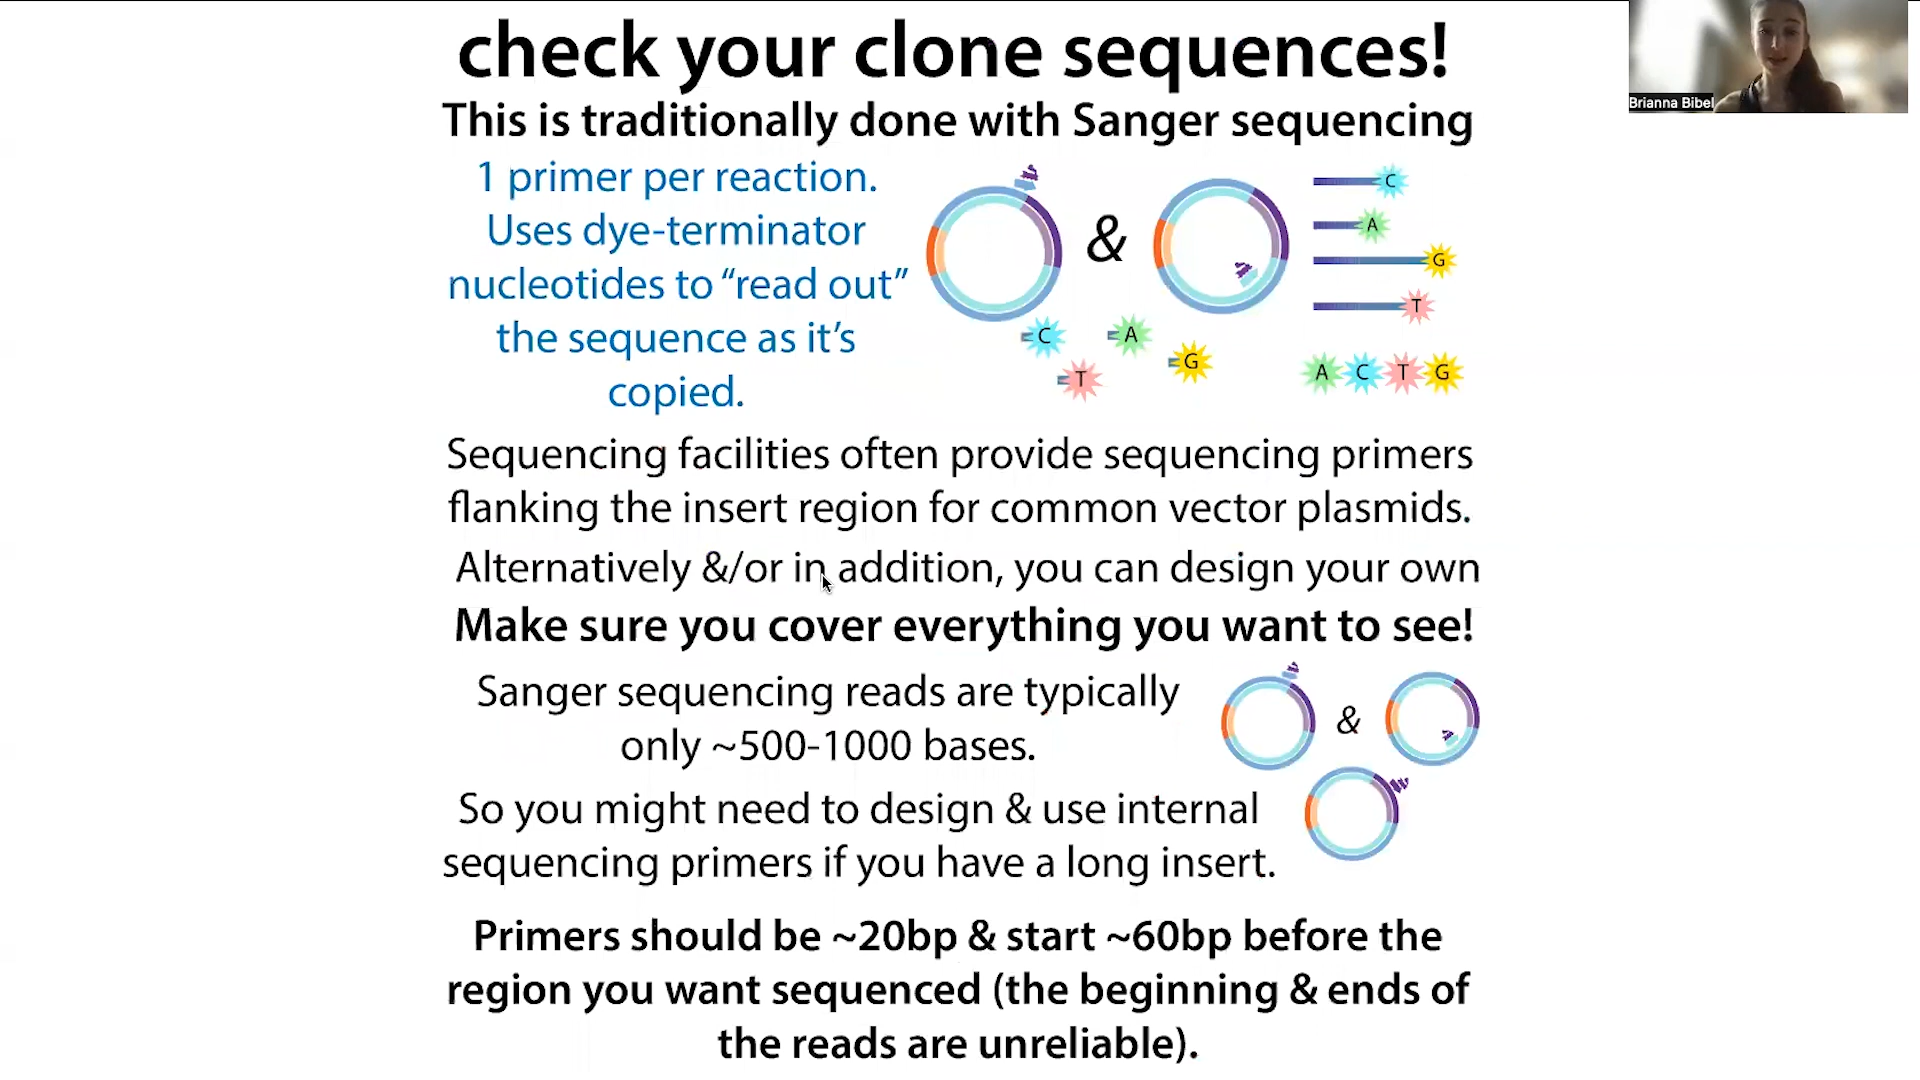 check your clone sequences!
This is traditionally done with Sanger sequencing
1 primer per reaction.
Uses dye-terminator
nucleotides to “read out”
the sequence as it’s
copied.
&
C
A
G
T
C
A
T
G
A C T G
Sequencing facilities often provide sequencing primers
flanking the insert region for common vector plasmids.
Alternatively &/or in addition, you can design your own
Make sure you cover everything you want to see!
Sanger sequencing reads are typically
only ~500-1000 bases.
&
So you might need to design & use internal
sequencing primers if you have a long insert.
Primers should be ~20bp & start ~60bp before the
region you want sequenced (the beginning & ends of
the reads are unreliable).
Brianna Bibel